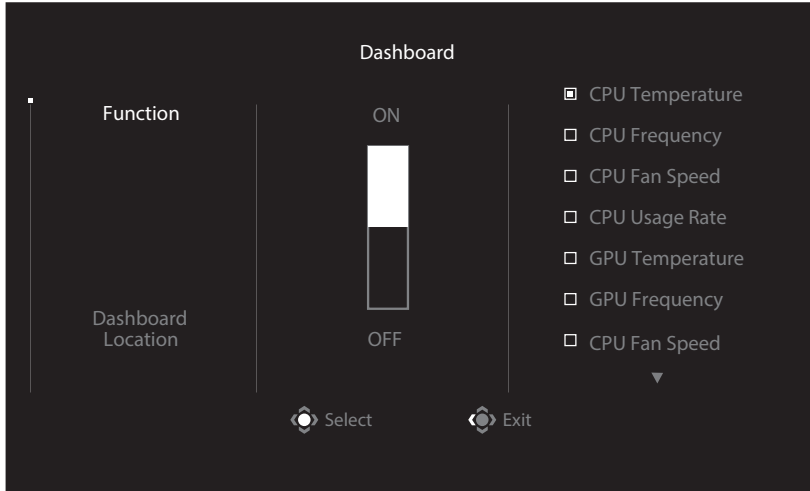 Dashboard
Function
Dashboard
Location
ON
OFF
CPU Temperature
CPU Frequency
CPU Fan Speed
CPU Usage Rate
GPU Temperature
GPU Frequency
CPU Fan Speed
Select
Exit